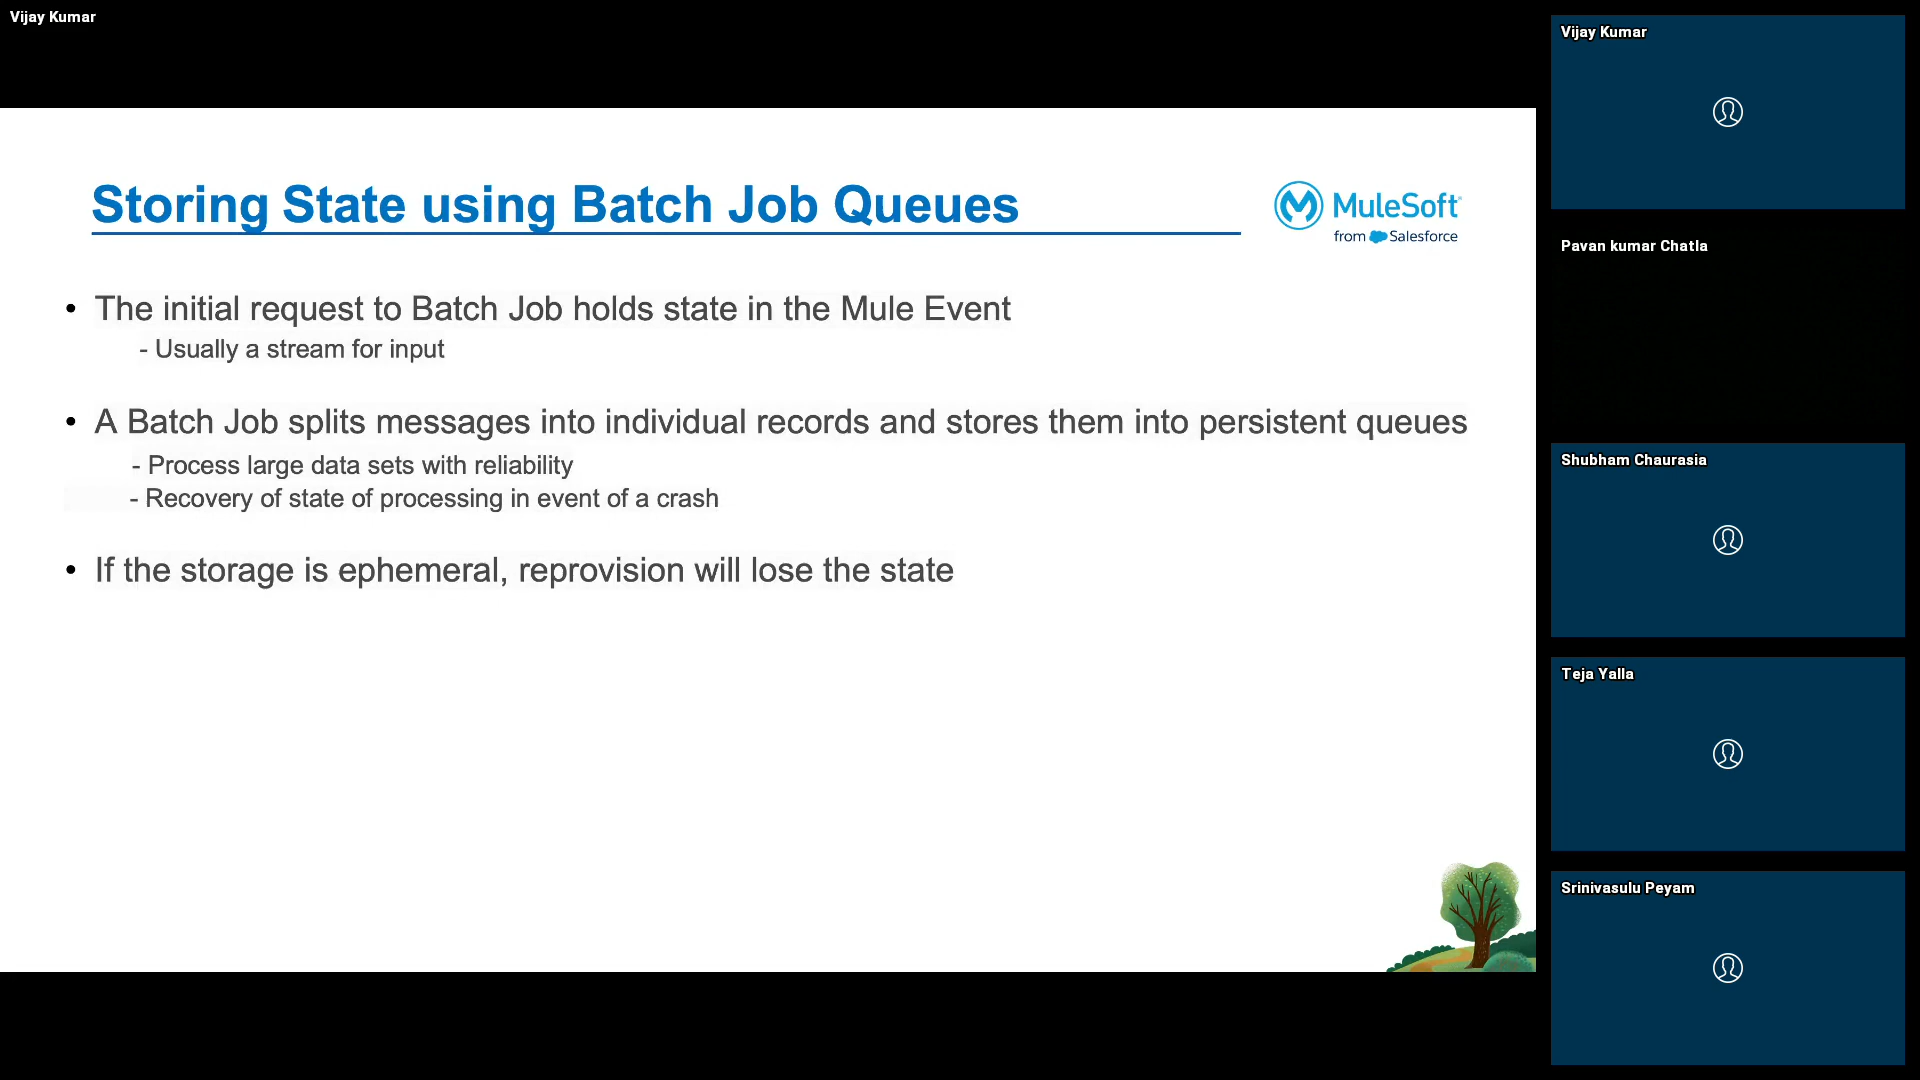 Vijay Kumar
Storing State using Batch Job Queues
MuleSoft
from Salesforce
• The initial request to Batch Job holds state in the Mule Event
- Usually a stream for input
• A Batch Job splits messages into individual records and stores them into persistent queues
- Process large data sets with reliability
- Recovery of state of processing in event of a crash
• If the storage is ephemeral, reprovision will lose the state
Vijay Kumar
Pavan kumar Chatla
Shubham Chaurasia
Teja Yalla
Srinivasulu Peyam